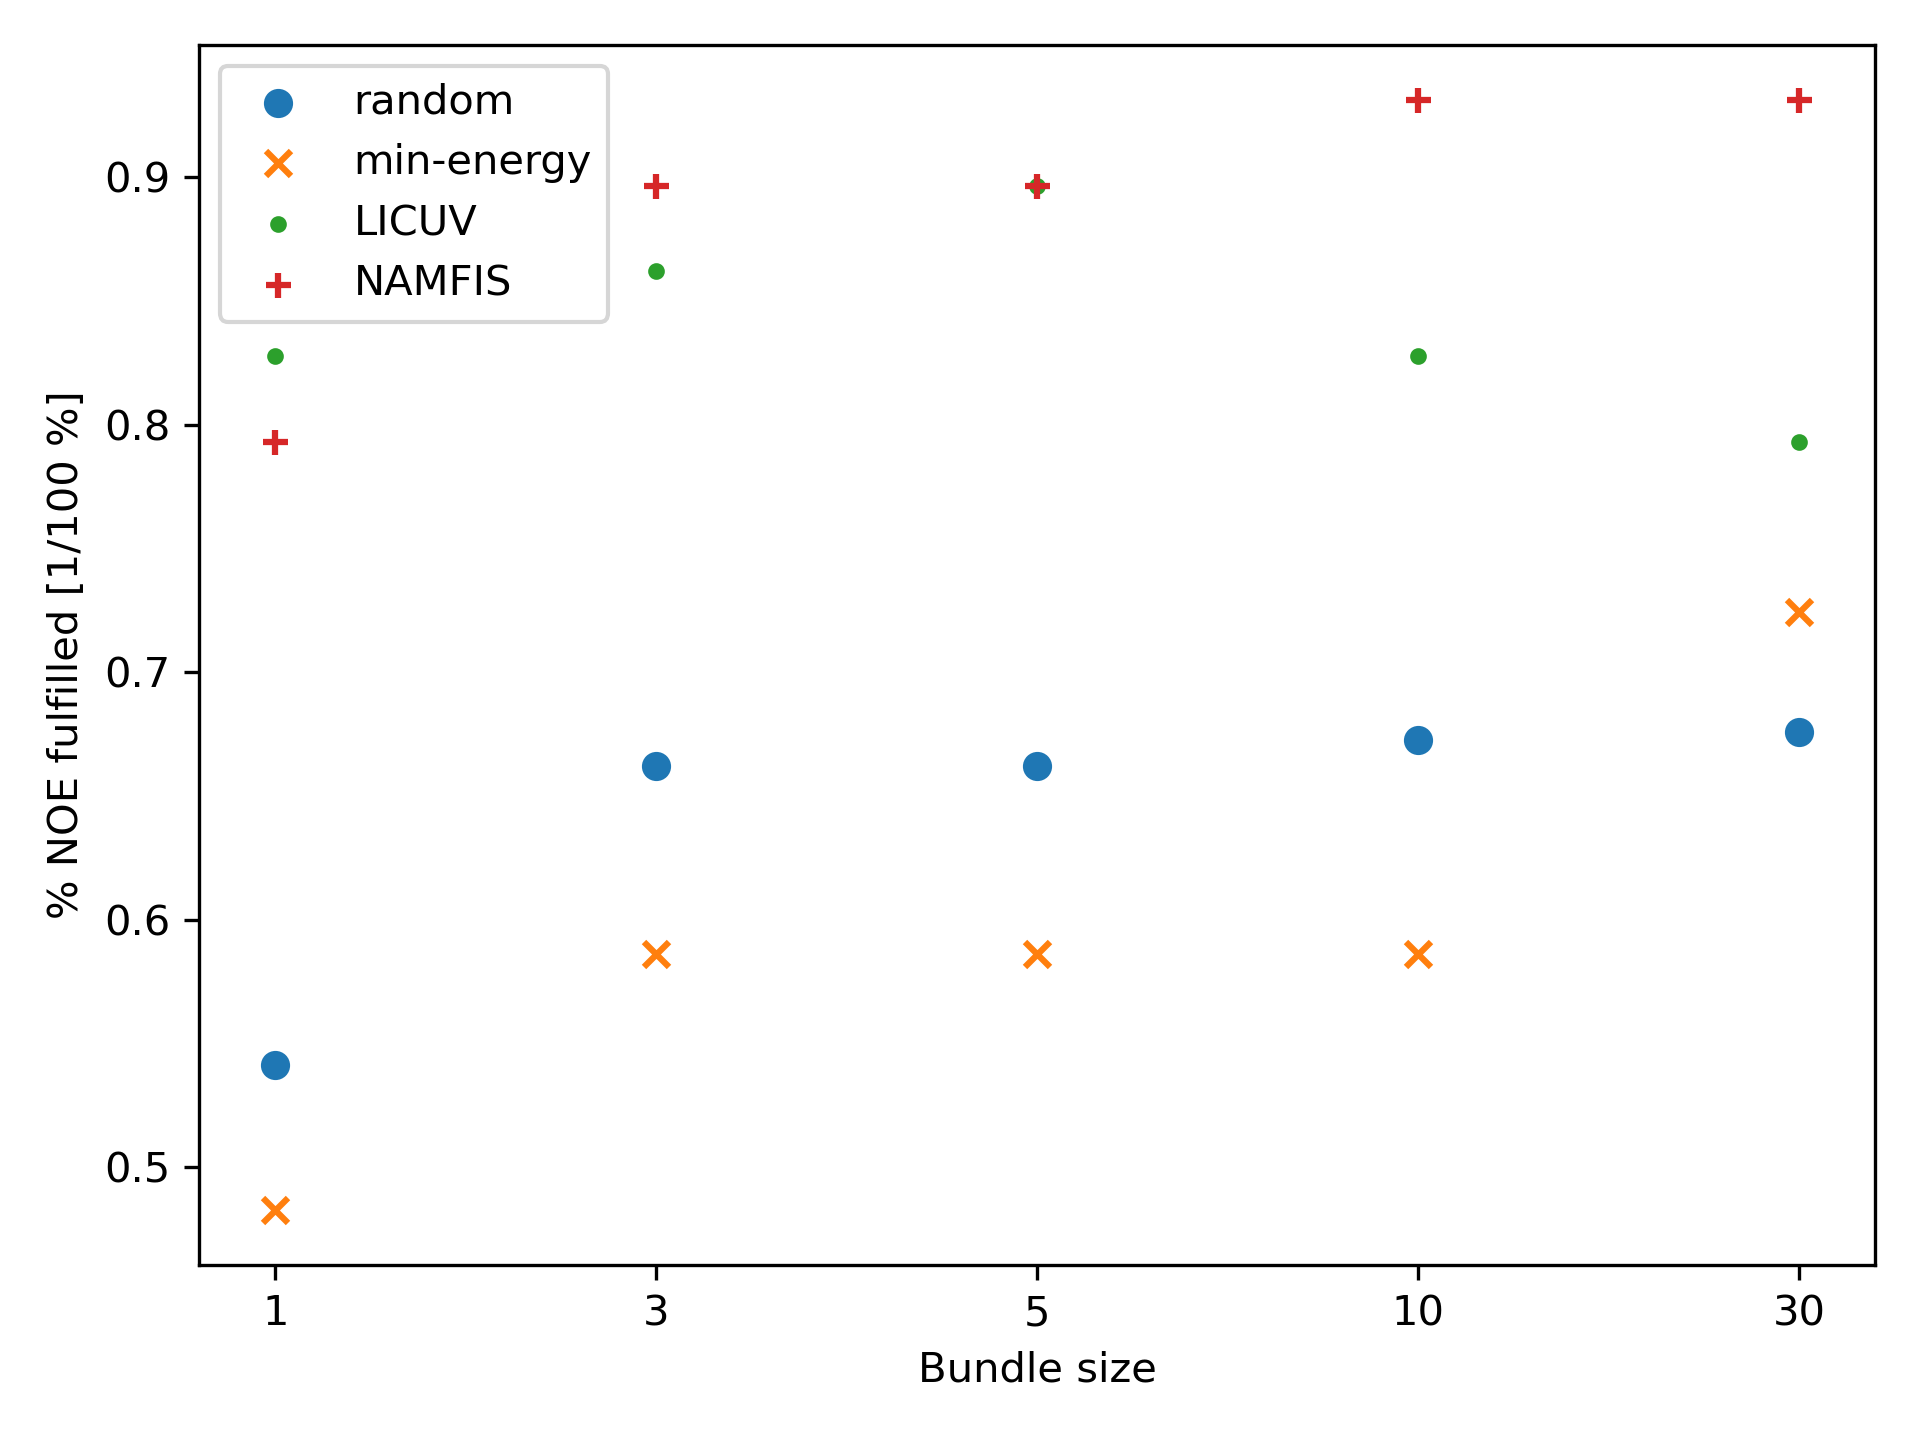 random
min-energy
LICUV
NAMFIS
% NOE fulfilled [1/100 %]
0.9
0.8
0.7
0.6
0.5
1 3 5 10 30
Bundle size